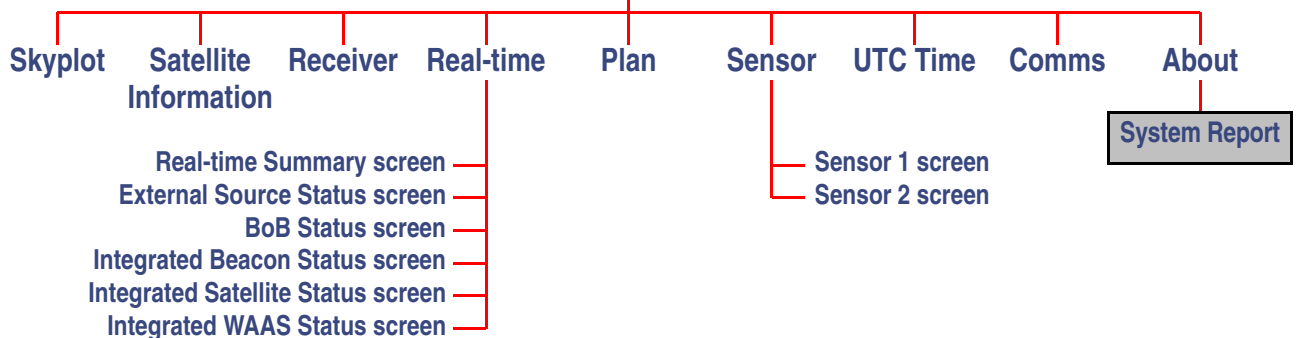 Skyplot
Satellite
Information
Receiver
Real-time
Plan
Sensor
UTC Time
Comms
About
System Report
Real-time Summary screen
External Source Status screen
BoB Status screen
Integrated Beacon Status screen
Integrated Satellite Status screen
Integrated WAAS Status screen
Sensor 1 screen
Sensor 2 screen